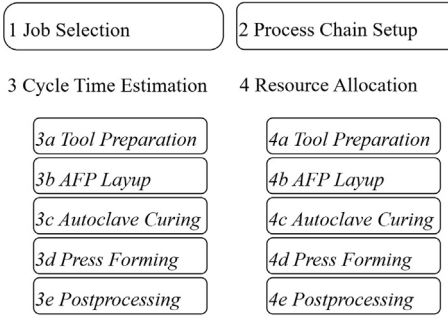 1 Job Selection
2 Process Chain Setup
3 Cycle Time Estimation
3a Tool Preparation
3b AFP Layup
3c Autoclave Curing
3d Press Forming
3e Postprocessing
4 Resource Allocation
4a Tool Preparation
4b AFP Layup
4c Autoclave Curing
4d Press Forming
4e Postprocessing